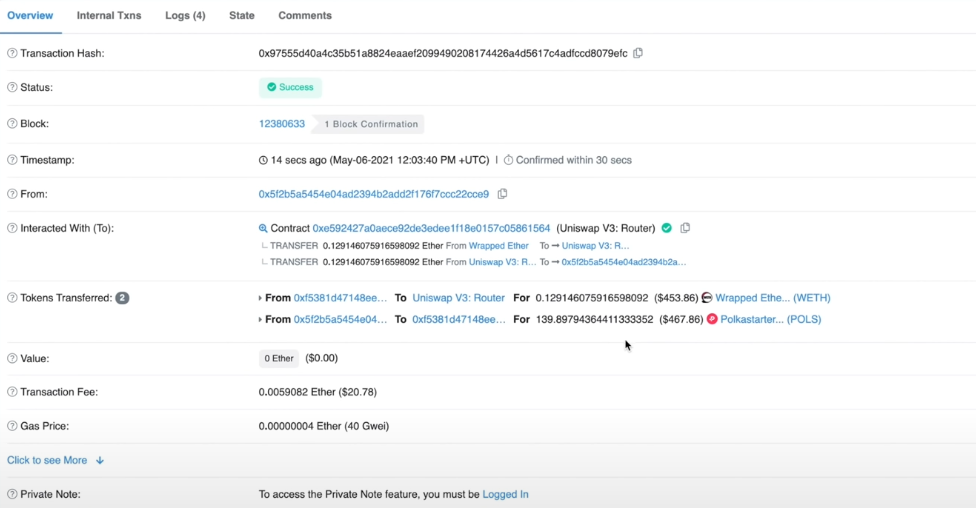 Overview Internal Txns Logs (4) State Comments
Transaction Hash: 0x97555d40a4c35b51a8824eaaef2099490208174426a4d5617c4adfccd8079efc
Status: Success
Block: 12380633 1 Block Confirmation
Timestamp: 14 secs ago (May-06-2021 12:03:40 PM +UTC) | Confirmed within 30 secs
From: 0x5f2b5a5454e04ad2394b2add2f176f7ccc22cce9
Interacted With (To): Contract 0xe592427a0aece92de3edee1f18e0157c05861564 (Uniswap V3: Router)
TRANSFER 0.129146075916598092 Ether From Wrapped Ether To → Uniswap V3: R...
TRANSFER 0.129146075916598092 Ether From Uniswap V3: R... To → 0x5f2b5a5454e04ad2394b2a...
Tokens Transferred: 2 From 0xf5381d47148ee... To Uniswap V3: Router For 0.129146075916598092 ($453.86) Wrapped Ethe... (WETH)
From 0x5f2b5a5454e04... To 0xf5381d47148ee... For 139.89794364411333352 ($467.86) Polkastarter... (POLS)
Value: 0 Ether ($0.00)
Transaction Fee: 0.0059082 Ether ($20.78)
Gas Price: 0.00000004 Ether (40 Gwei)
Click to see More ↓
Private Note: To access the Private Note feature, you must be Logged In